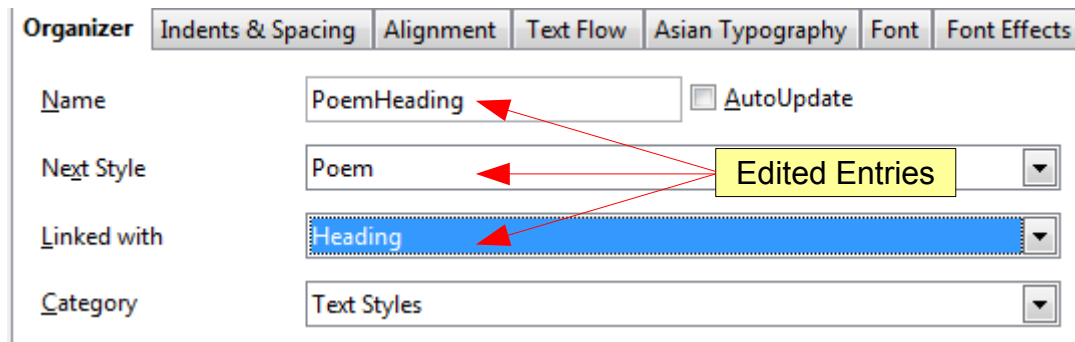 Organizer Indents & Spacing Alignment Text Flow Asian Typography Font Font Effects
Name PoemHeading AutoUpdate
Next Style Poem Edited Entries
Linked with Heading
Category Text Styles